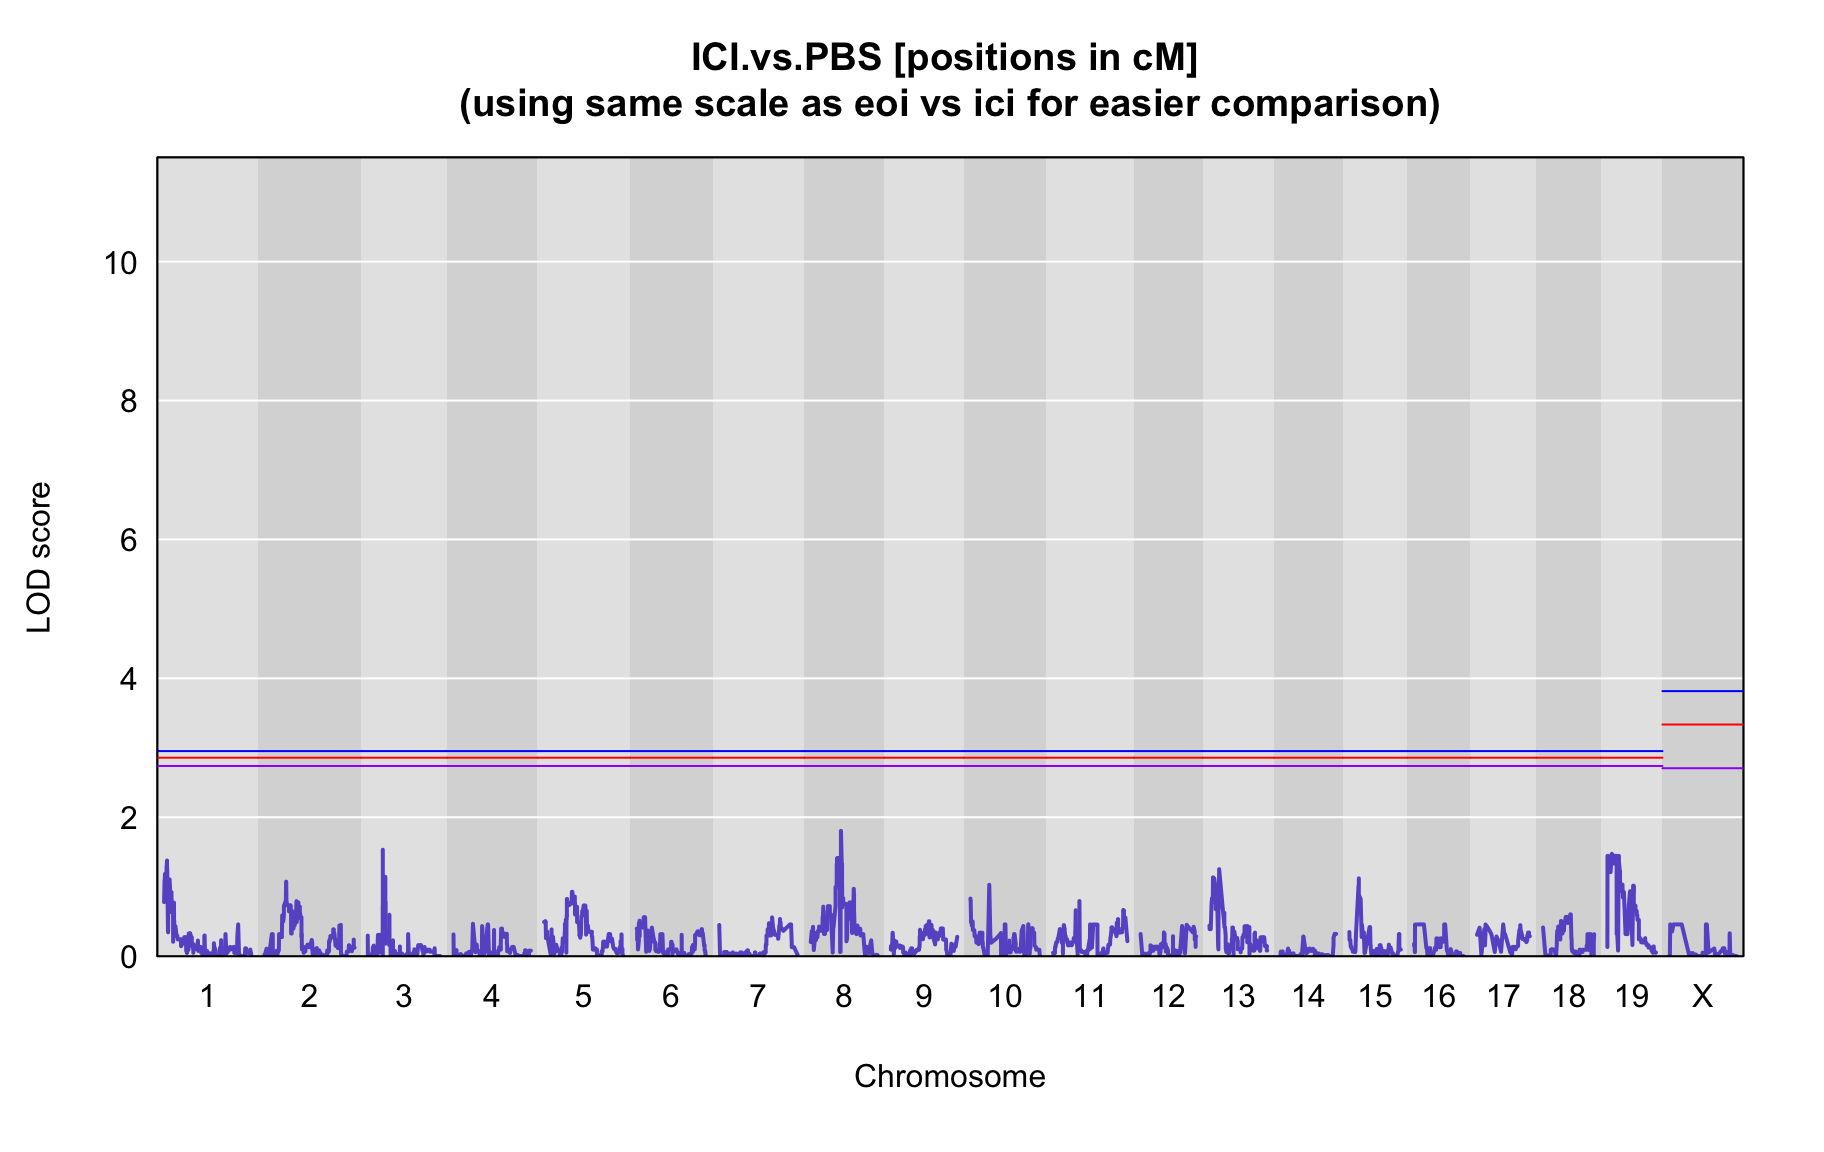 ICI.vs.PBS [positions in cM]
(using same scale as eoi vs ici for easier comparison)
LOD score
10
8
6
4
2
0
1 2 3 4 5 6 7 8 9 10 11 12 13 14 15 16 17 18 19 X
Chromosome